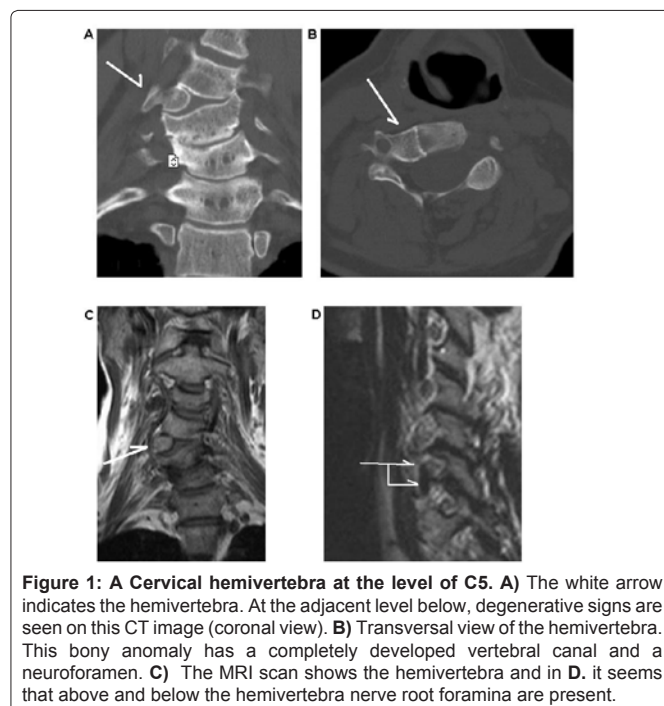 A
B
C
D
Figure 1: A Cervical hemivertebra at the level of C5. A) The white arrow
indicates the hemivertebra. At the adjacent level below, degenerative signs are
seen on this CT image (coronal view). B) Transversal view of the hemivertebra.
This bony anomaly has a completely developed vertebral canal and a
neuroforamen. C) The MRI scan shows the hemivertebra and in D. it seems
that above and below the hemivertebra nerve root foramina are present.